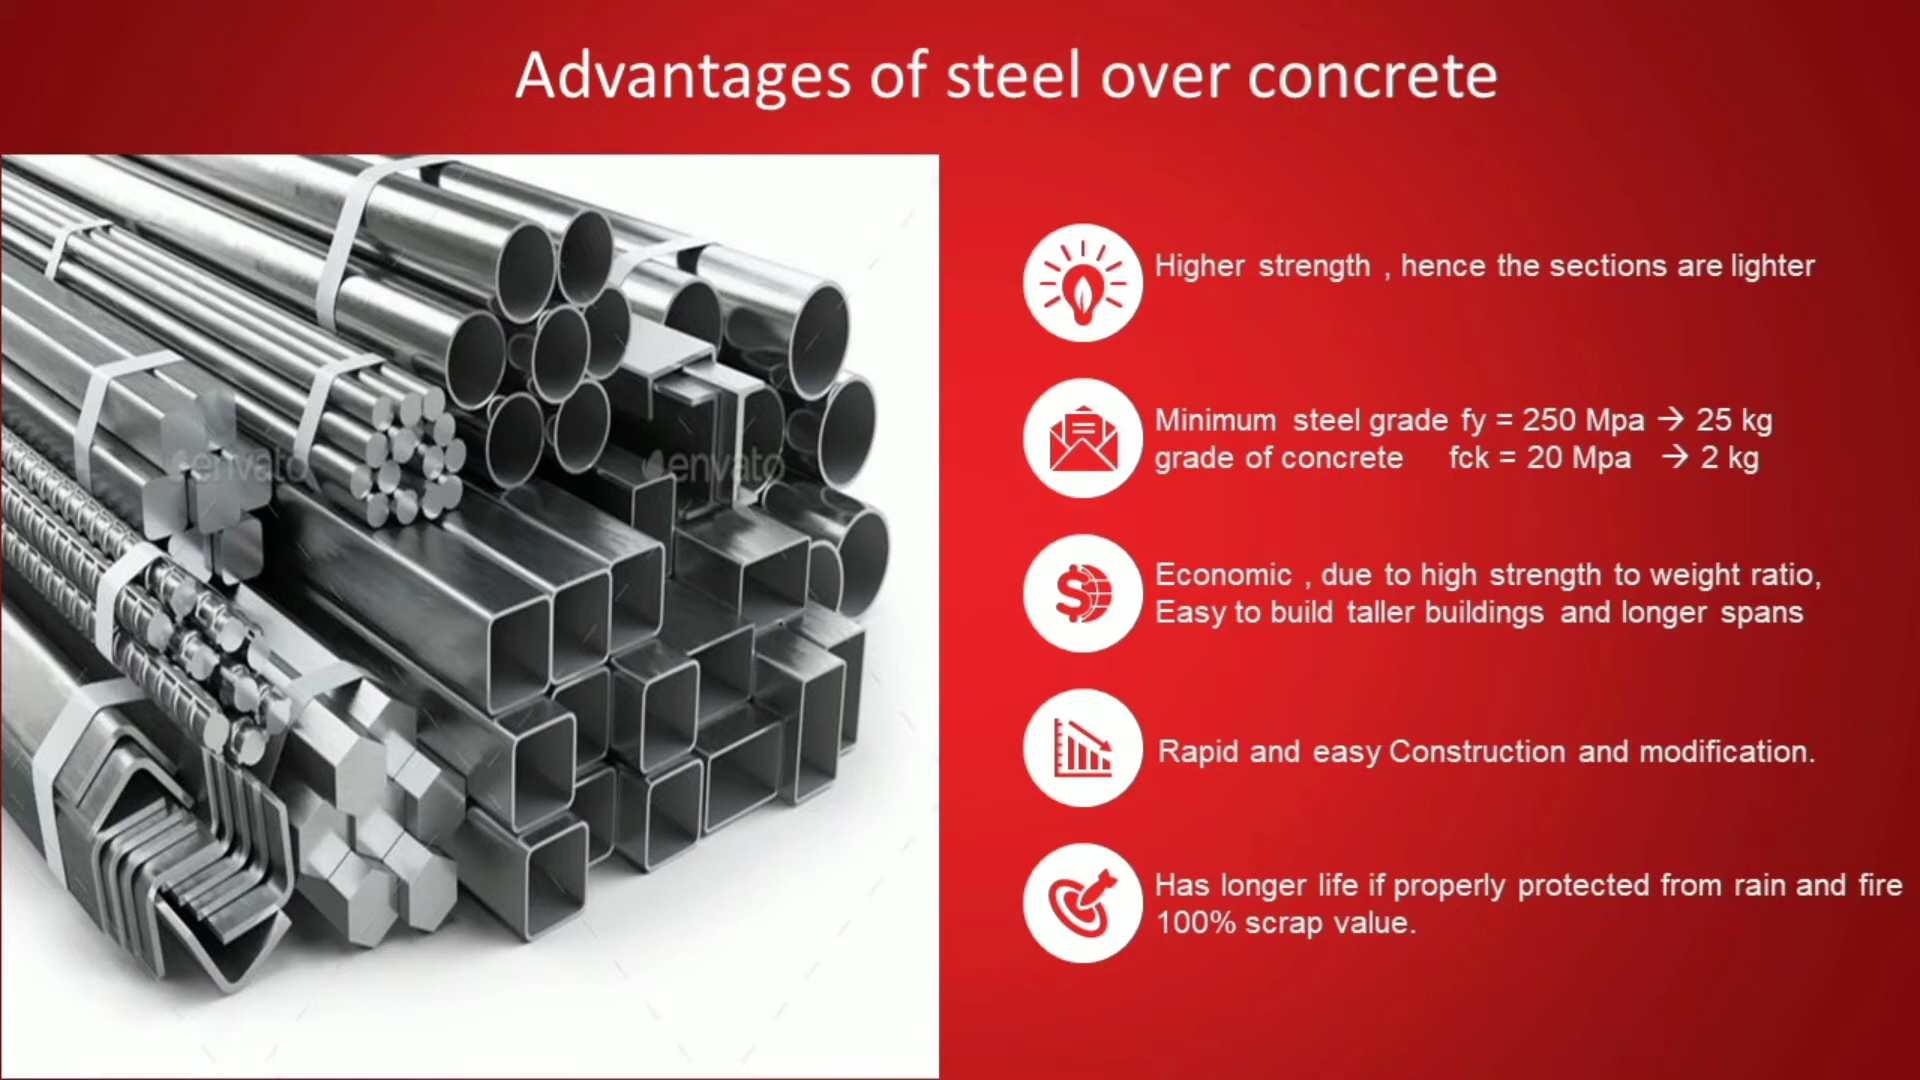 Advantages of steel over concrete
Higher strength , hence the sections are lighter
Minimum steel grade fy = 250 Mpa → 25 kg
grade of concrete fck = 20 Mpa → 2 kg
Economic , due to high strength to weight ratio,
Easy to build taller buildings and longer spans
Rapid and easy Construction and modification.
Has longer life if properly protected from rain and fire
100% scrap value.
envato
envato